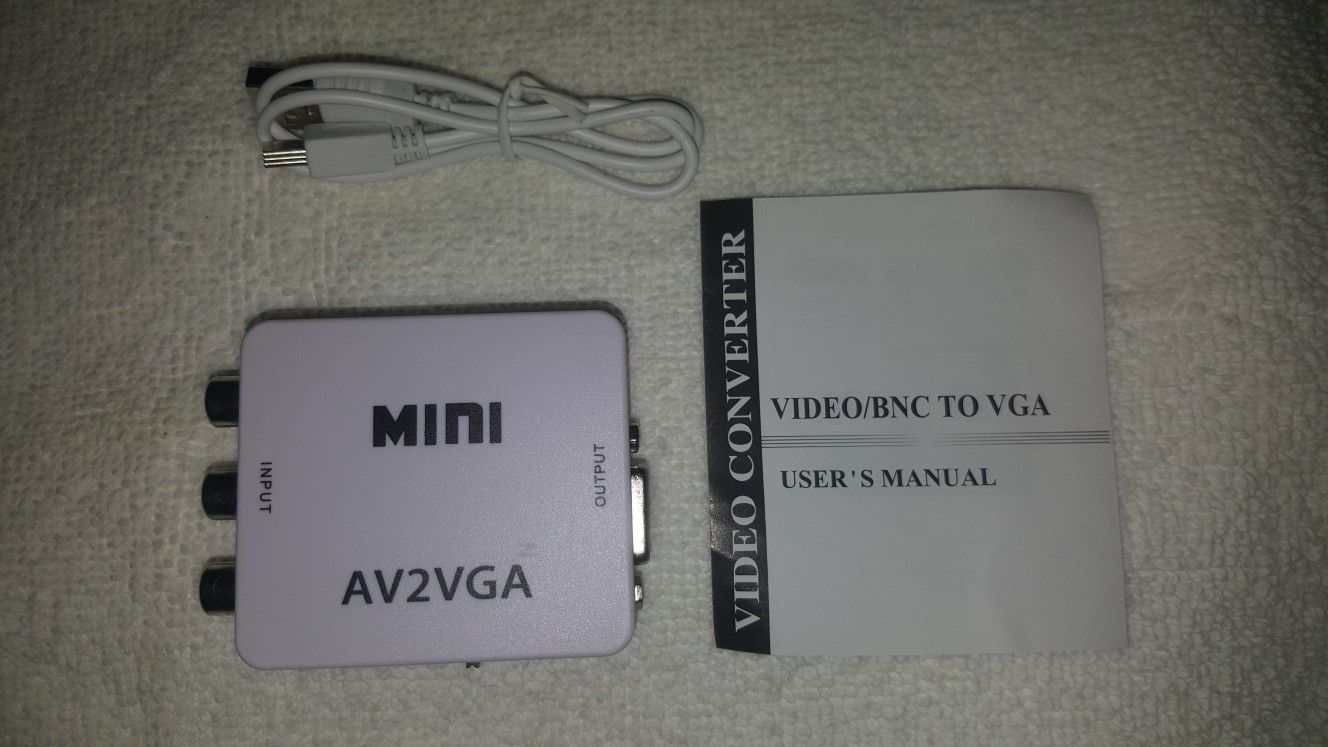 MINI
INPUT
OUTPUT
AV2VGA
VIDEO CONVERTER
VIDEO/BNC TO VGA
USER'S MANUAL